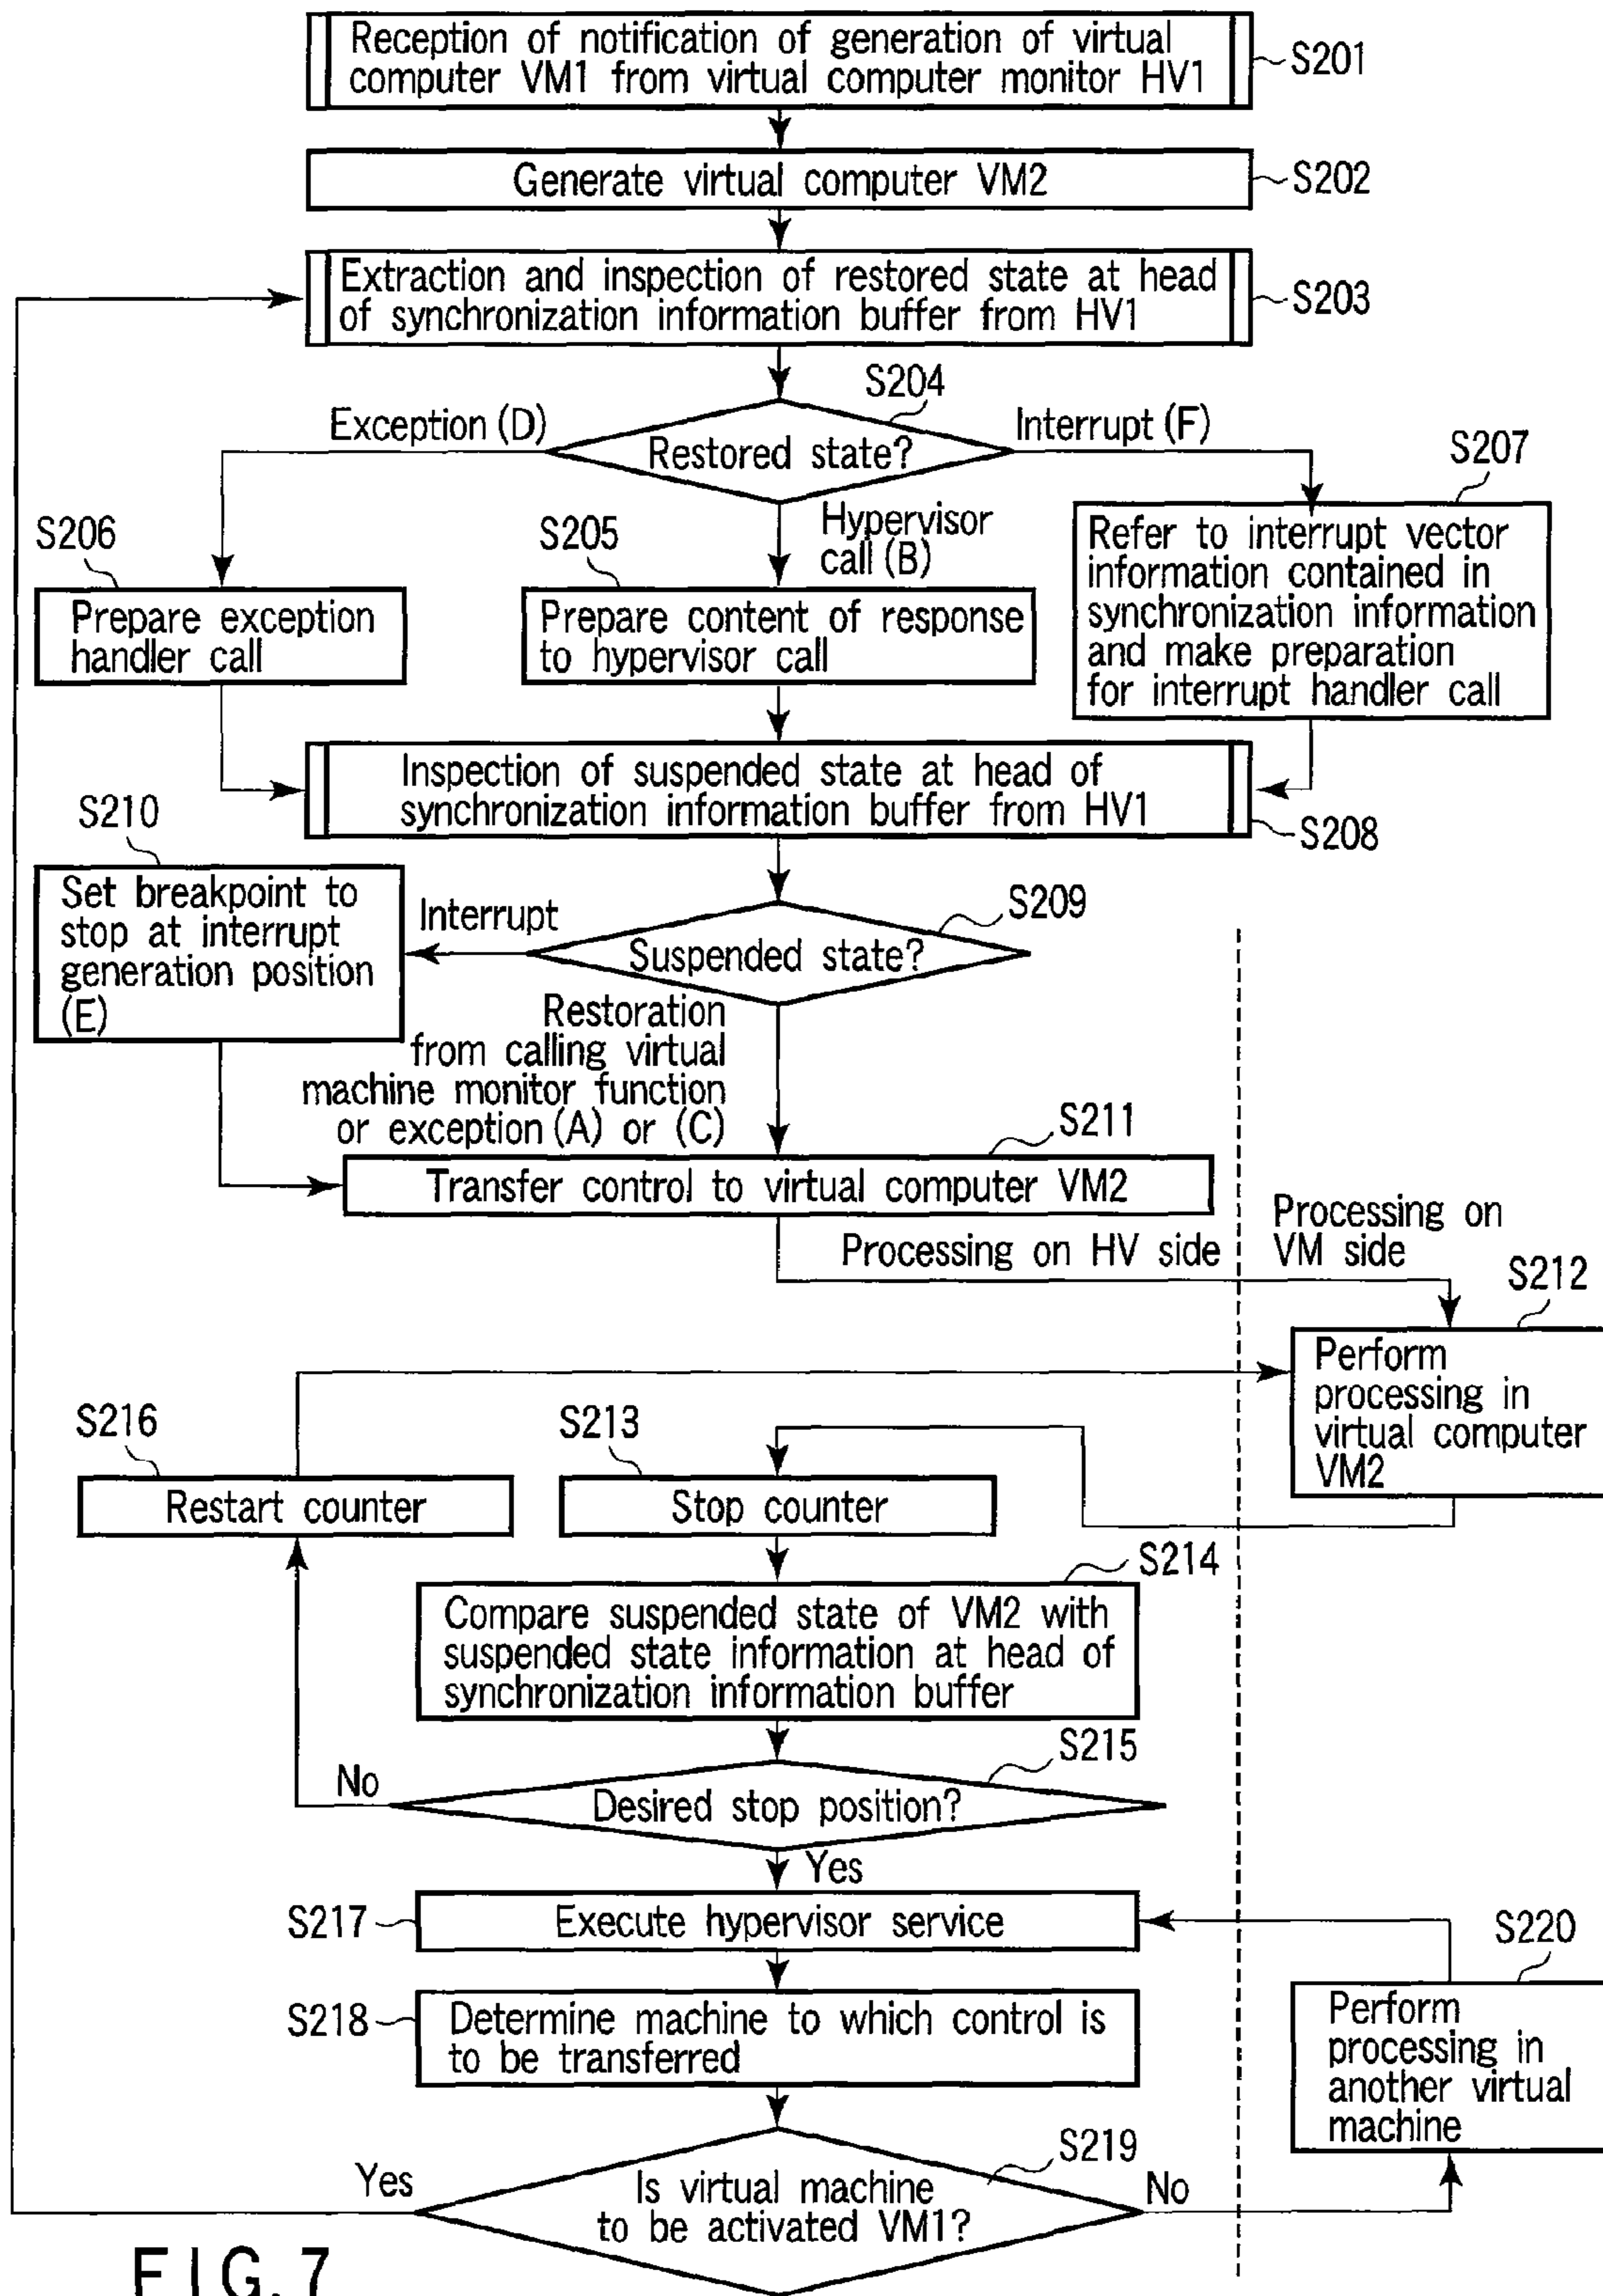 Reception of notification of generation of virtual
computer VM1 from virtual computer monitor HV1
S201
Generate virtual computer VM2
S202
Extraction and inspection of restored state at head
of synchronization information buffer from HV1
S203
S204
Exception (D)
Restored state?
Interrupt (F)
S207
Refer to interrupt vector
information contained in
synchronization information
and make preparation
for interrupt handler call
S206
Prepare exception
handler call
S205
Hypervisor
call (B)
Prepare content of response
to hypervisor call
Inspection of suspended state at head of
synchronization information buffer from HV1
S208
S210
Set breakpoint to
stop at interrupt
generation position
(E)
Interrupt
S209
Suspended state?
Restoration
from calling virtual
machine monitor function
or exception (A) or (C)
S211
Transfer control to virtual computer VM2
Processing on HV side
Processing on
VM side
S212
Perform
processing in
virtual computer
VM2
S216
Restart counter
S213
Stop counter
S214
Compare suspended state of VM2 with
suspended state information at head of
synchronization information buffer
S215
No
Desired stop position?
Yes
S217
Execute hypervisor service
S218
Determine machine to which control is
to be transferred
S220
Perform
processing in
another virtual
machine
S219
Yes
Is virtual machine
to be activated VM1?
No
FIG. 7